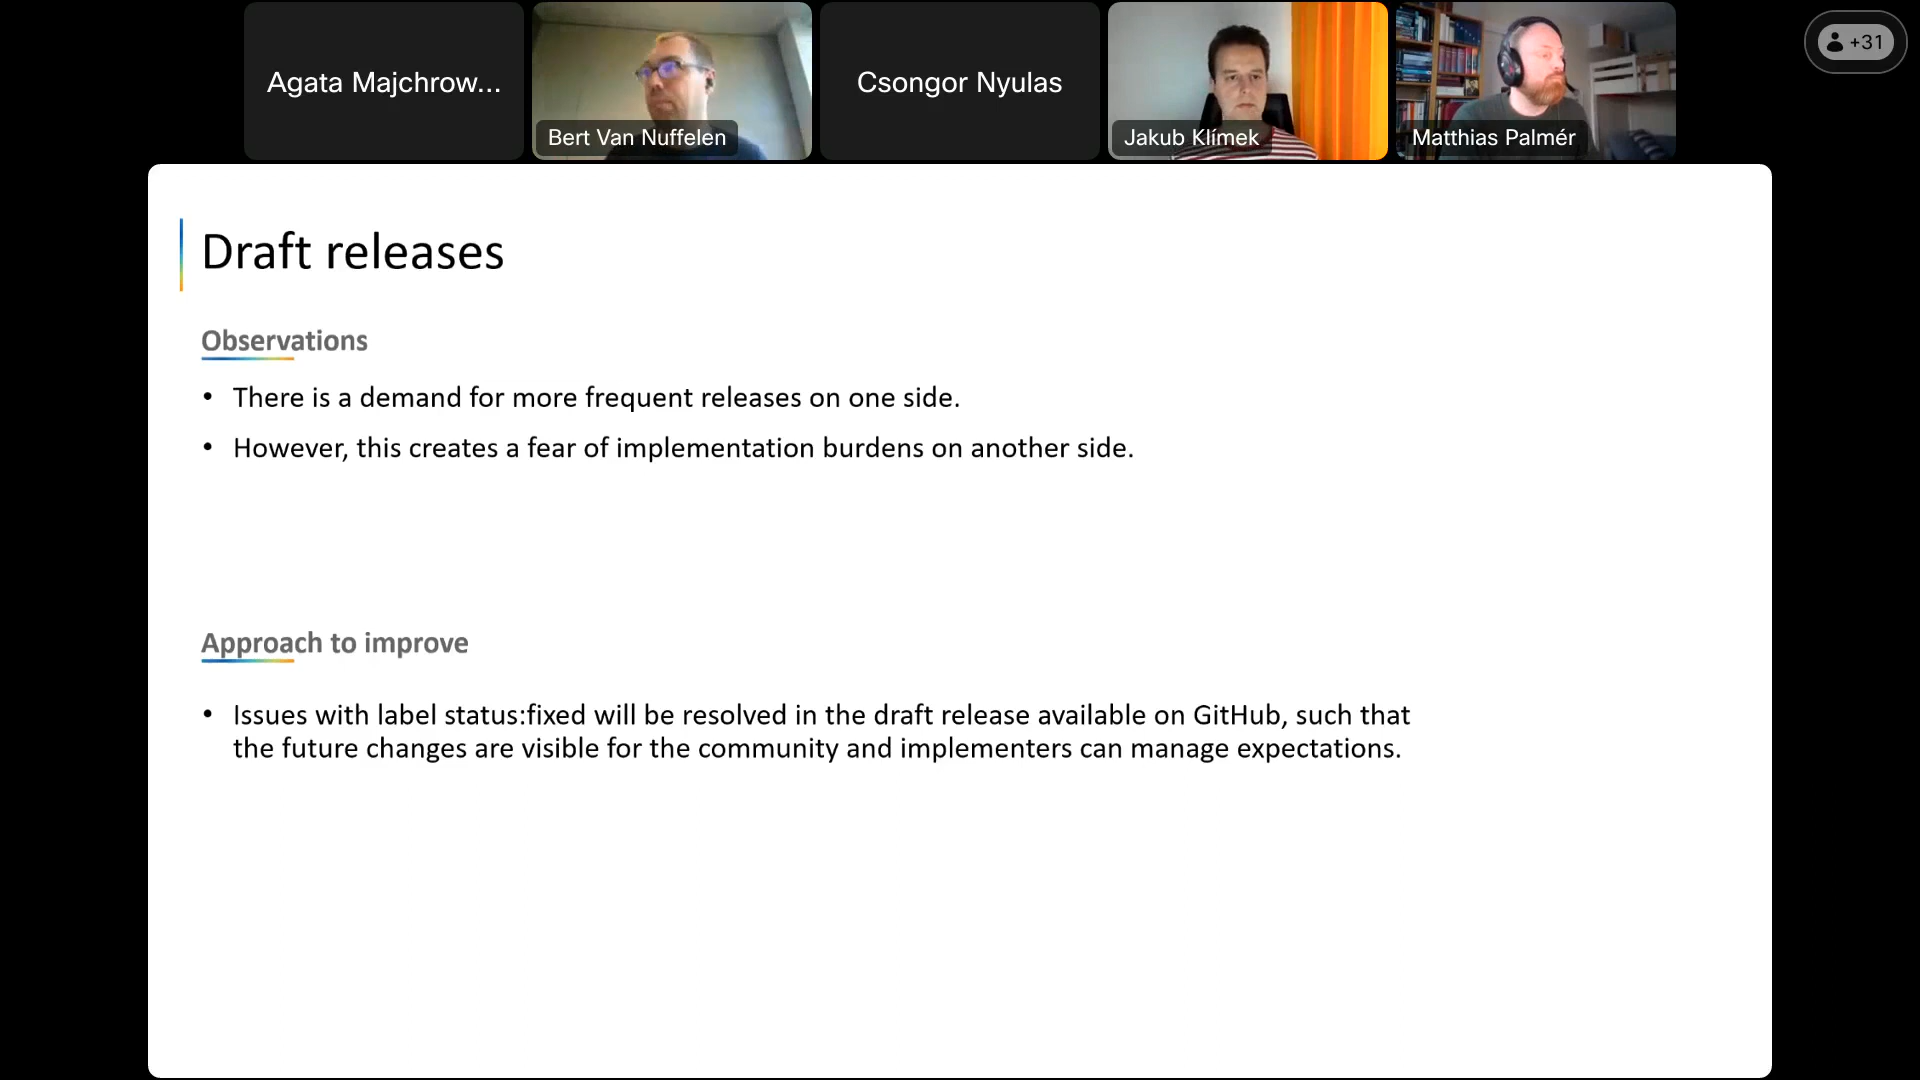 Agata Majchrow...
Bert Van Nuffelen
Csongor Nyulas
Jakub Klímek
Matthias Palmér
+31
Draft releases
Observations
• There is a demand for more frequent releases on one side.
• However, this creates a fear of implementation burdens on another side.
Approach to improve
• Issues with label status:fixed will be resolved in the draft release available on GitHub, such that
the future changes are visible for the community and implementers can manage expectations.